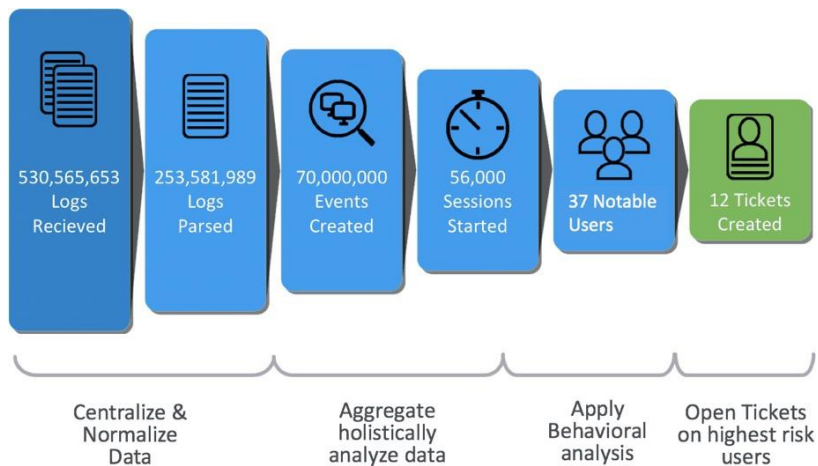 530,565,653
Logs
Recieved
253,581,989
Logs
Parsed
70,000,000
Events
Created
56,000
Sessions
Started
37 Notable
Users
12 Tickets
Created
Centralize &
Normalize
Data
Aggregate
holistically
analyze data
Apply
Behavioral
analysis
Open Tickets
on highest risk
users